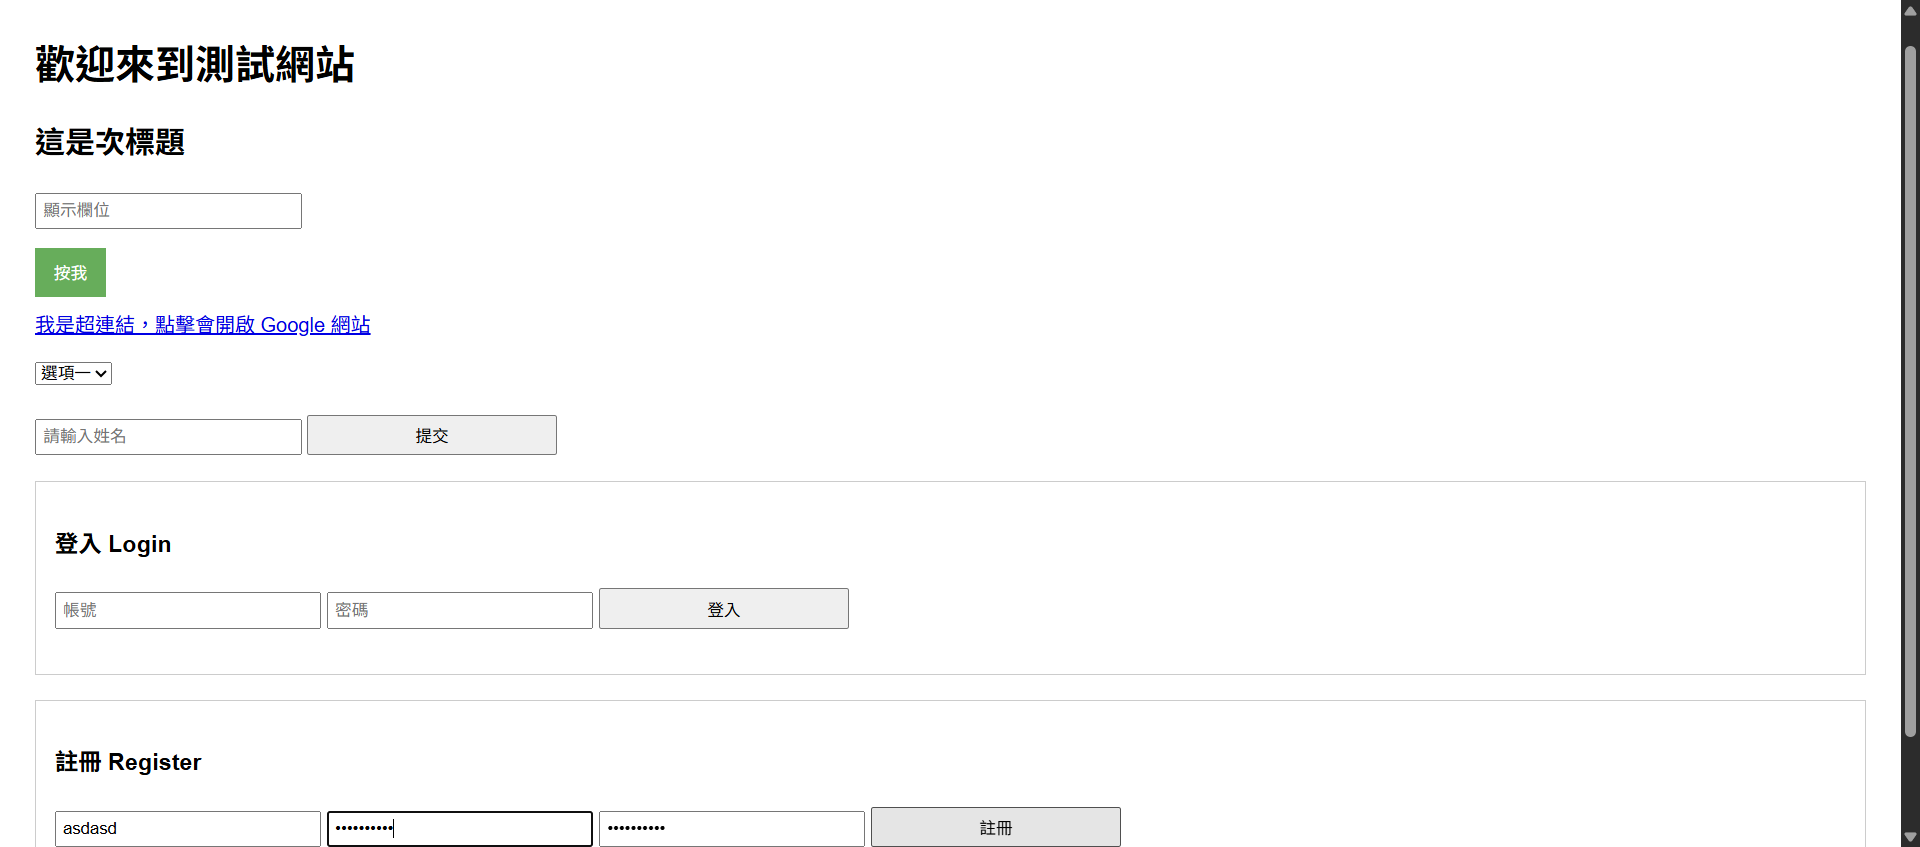 歡迎來到測試網站
這是次標題
顯示欄位
按我
我是超連結，點擊會開啟 Google 網站
選項一
請輸入姓名 提交
登入 Login
帳號 密碼 登入
註冊 Register
asdasd •••••••••• •••••••••• 註冊